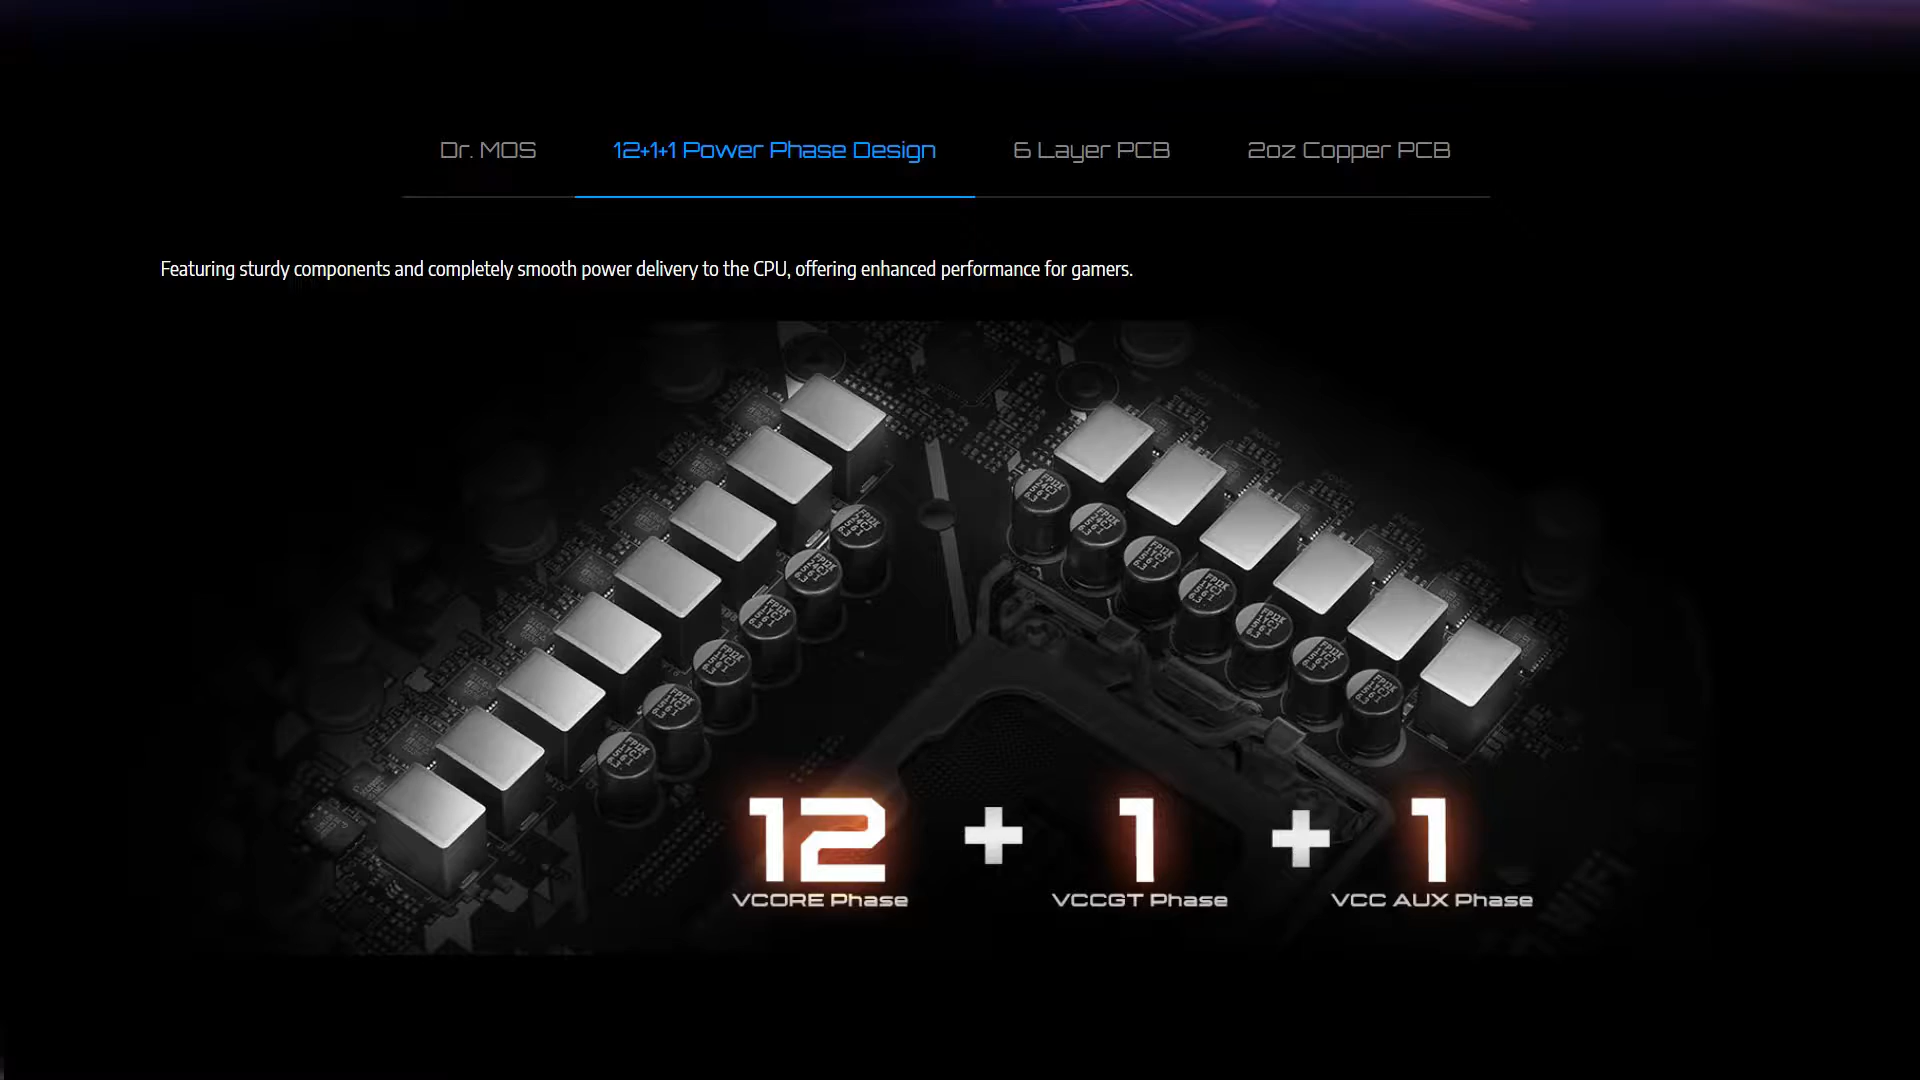 Dr. MOS
12+1+1 Power Phase Design
6 Layer PCB
2oz Copper PCB
Featuring sturdy components and completely smooth power delivery to the CPU, offering enhanced performance for gamers.
12 + 1 + 1
VCORE Phase
VCCGT Phase
VCC AUX Phase